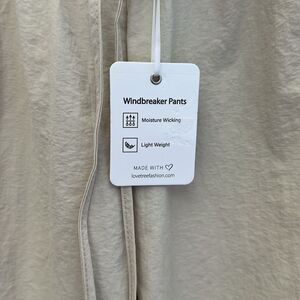 Windbreaker Pants
Moisture Wicking
Light Weight
MADE WITH ♡
lovetreefashion.com